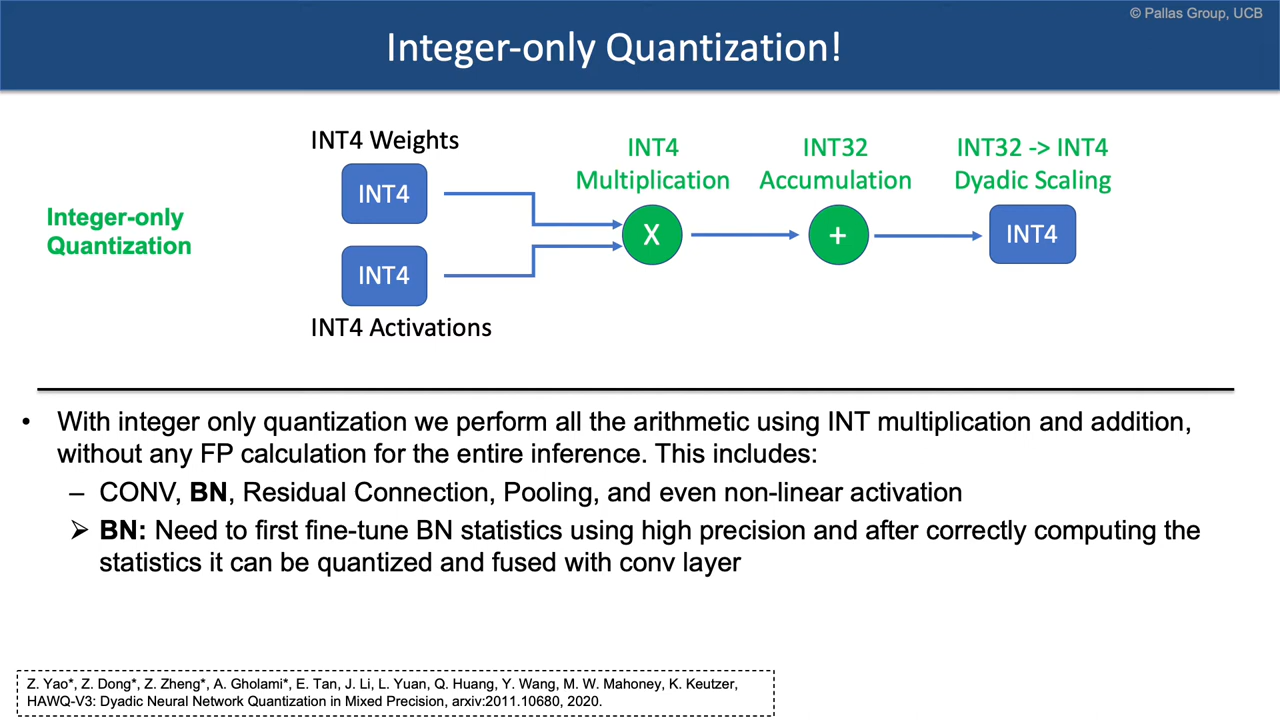 © Pallas Group, UCB
Integer-only Quantization!
INT4 Weights
INT4
INT4
Multiplication
INT32
Accumulation
INT32 -> INT4
Dyadic Scaling
Integer-only
Quantization
X
+
INT4
INT4
INT4 Activations
• With integer only quantization we perform all the arithmetic using INT multiplication and addition,
without any FP calculation for the entire inference. This includes:
– CONV, BN, Residual Connection, Pooling, and even non-linear activation
➢ BN: Need to first fine-tune BN statistics using high precision and after correctly computing the
statistics it can be quantized and fused with conv layer
Z. Yao*, Z. Dong*, Z. Zheng*, A. Gholami*, E. Tan, J. Li, L. Yuan, Q. Huang, Y. Wang, M. W. Mahoney, K. Keutzer,
HAWQ-V3: Dyadic Neural Network Quantization in Mixed Precision, arxiv:2011.10680, 2020.